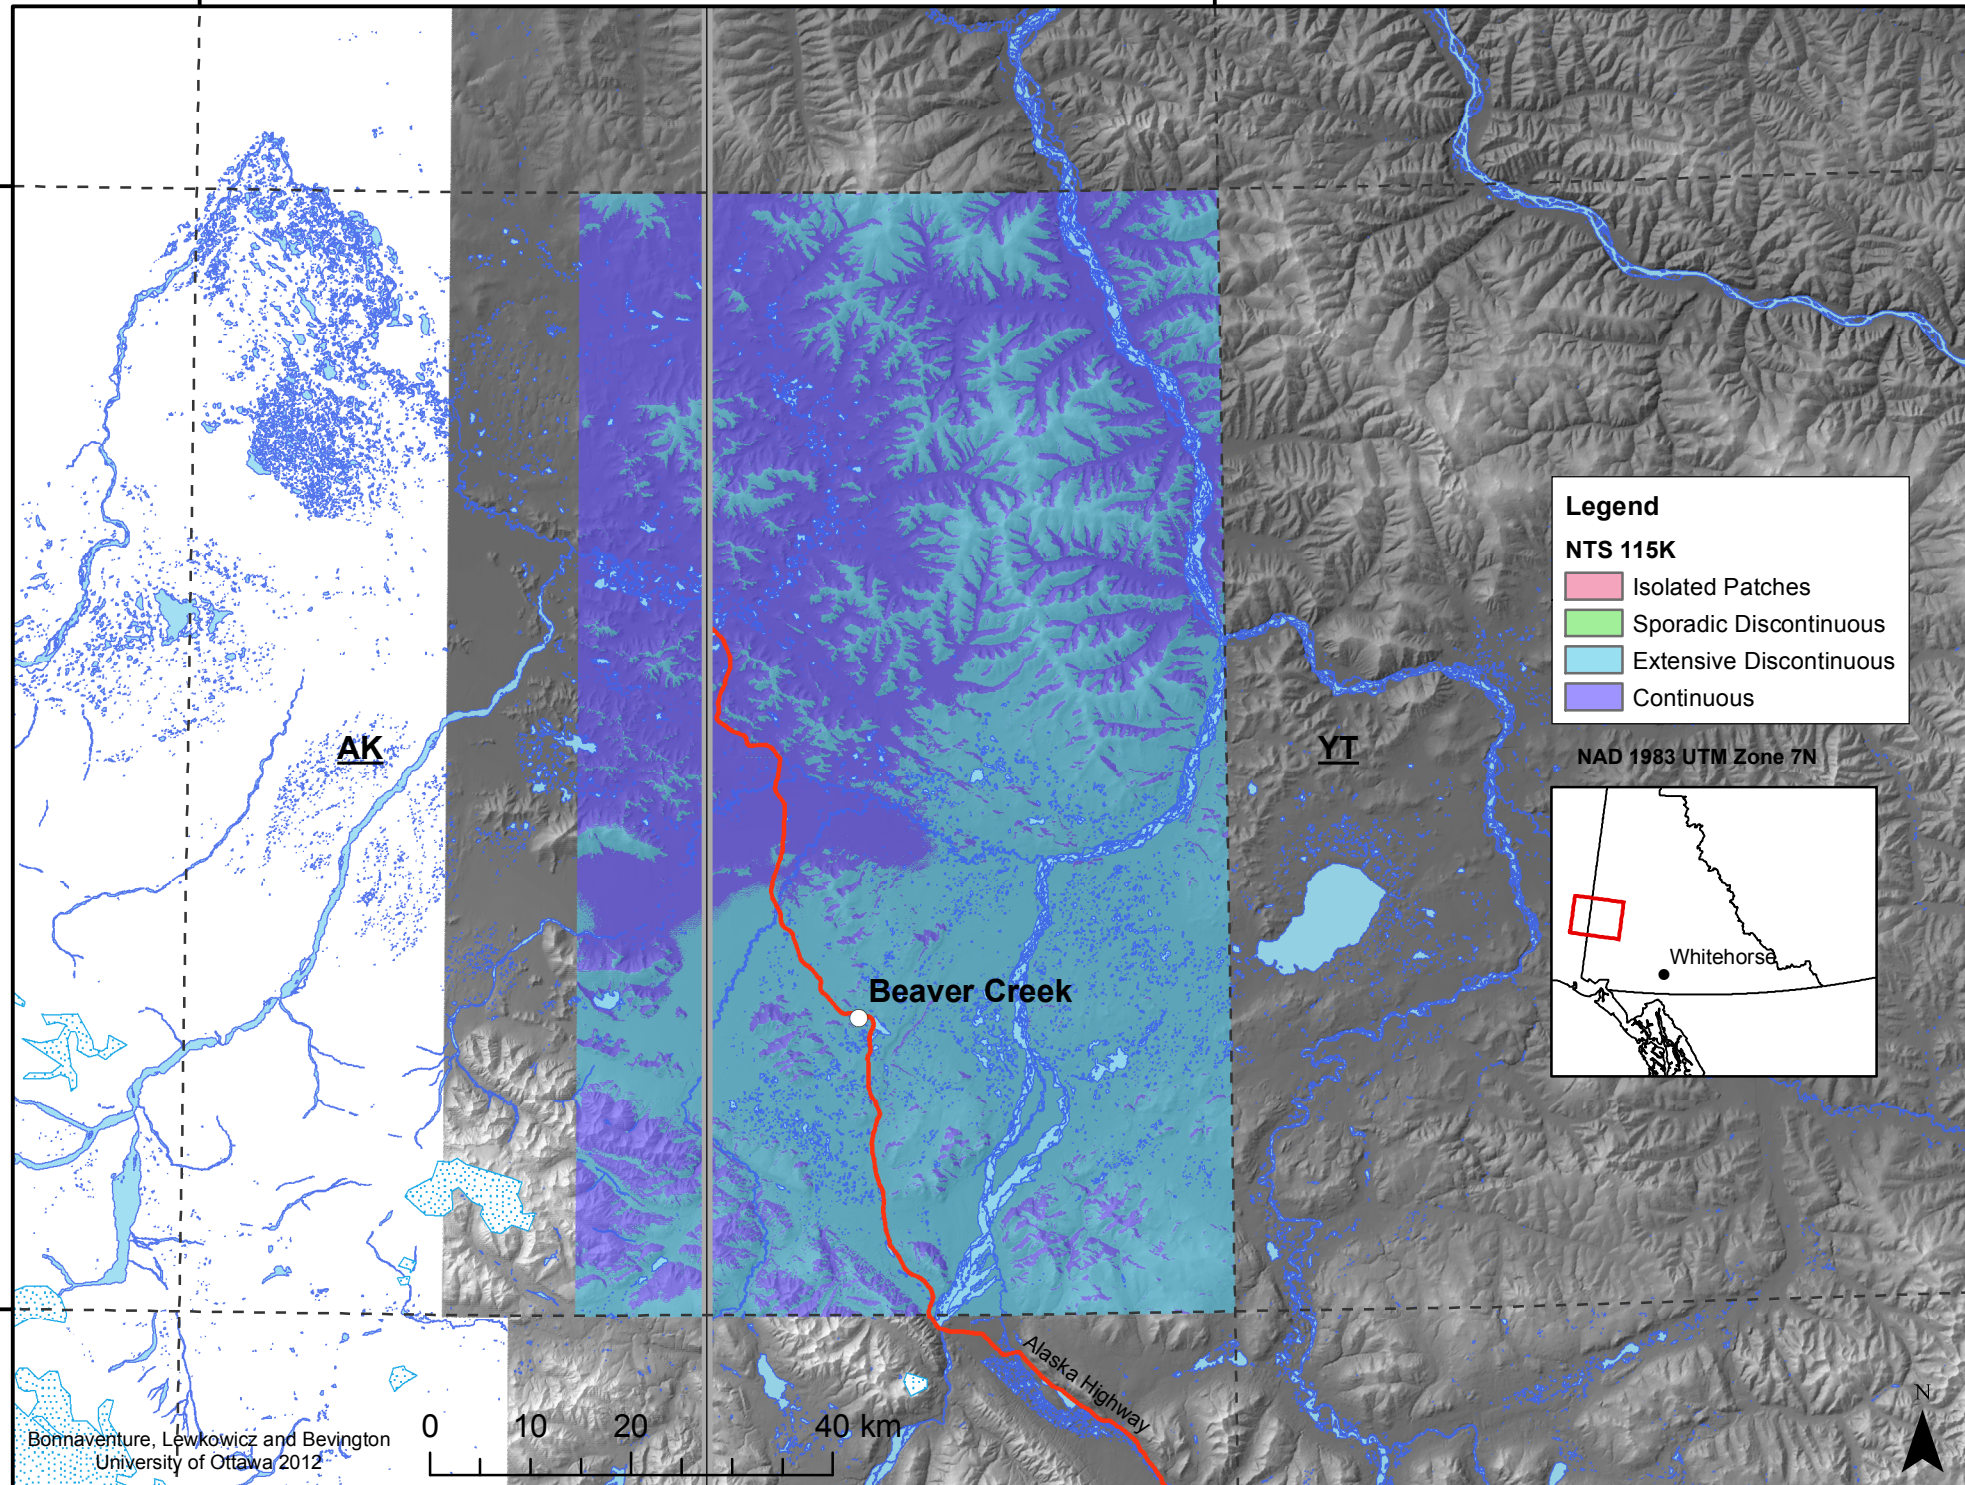 Legend
NTS 115K
Isolated Patches
Sporadic Discontinuous
Extensive Discontinuous
Continuous
AK
YT
NAD 1983 UTM Zone 7N
Whitehorse
Beaver Creek
Alaska Highway
N
0 10 20 40 km
Bonnaventure, Lewkowicz and Bevington
University of Ottawa 2012